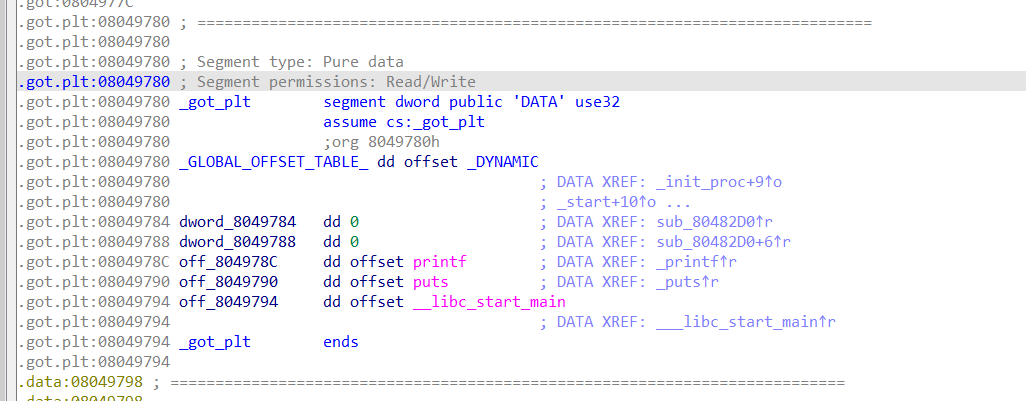 .got:0804977C
.got.plt:08049780 ; ===========================================================================
.got.plt:08049780
.got.plt:08049780 ; Segment type: Pure data
.got.plt:08049780 ; Segment permissions: Read/Write
.got.plt:08049780 _got_plt segment dword public 'DATA' use32
.got.plt:08049780 assume cs:_got_plt
.got.plt:08049780 ;org 8049780h
.got.plt:08049780 _GLOBAL_OFFSET_TABLE_ dd offset _DYNAMIC
.got.plt:08049780 ; DATA XREF: _init_proc+9↑o
.got.plt:08049780 ; _start+10↑o ...
.got.plt:08049784 dword_8049784 dd 0 ; DATA XREF: sub_80482D0↑r
.got.plt:08049788 dword_8049788 dd 0 ; DATA XREF: sub_80482D0+6↑r
.got.plt:0804978C off_804978C dd offset printf ; DATA XREF: _printf↑r
.got.plt:08049790 off_8049790 dd offset puts ; DATA XREF: _puts↑r
.got.plt:08049794 off_8049794 dd offset __libc_start_main
.got.plt:08049794 ; DATA XREF: ___libc_start_main↑r
.got.plt:08049794 _got_plt ends
.got.plt:08049794
.data:08049798 ; ===========================================================================
.data:08049798